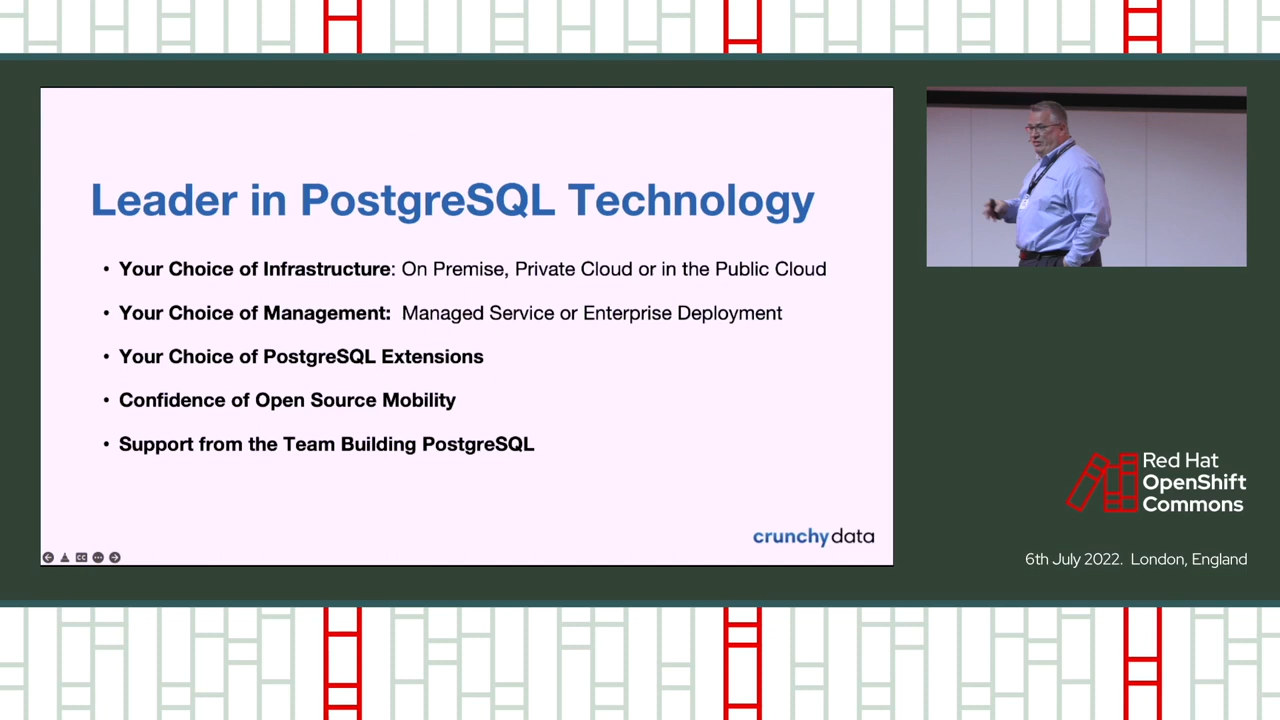 Leader in PostgreSQL Technology
• Your Choice of Infrastructure: On Premise, Private Cloud or in the Public Cloud
• Your Choice of Management: Managed Service or Enterprise Deployment
• Your Choice of PostgreSQL Extensions
• Confidence of Open Source Mobility
• Support from the Team Building PostgreSQL
crunchydata
CC
Red Hat
OpenShift
Commons
6th July 2022. London, England